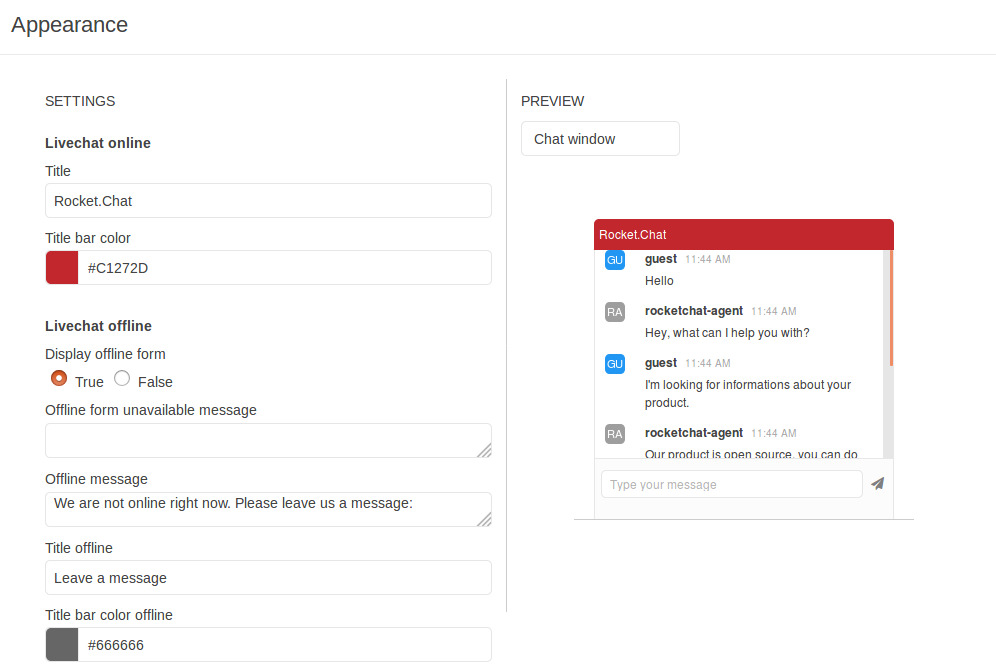 Appearance
SETTINGS
Livechat online
Title
Rocket.Chat
Title bar color
#C1272D
Livechat offline
Display offline form
True False
Offline form unavailable message
Offline message
We are not online right now. Please leave us a message:
Title offline
Leave a message
Title bar color offline
#666666
PREVIEW
Chat window
Rocket.Chat
GU guest 11:44 AM
Hello
RA rocketchat-agent 11:44 AM
Hey, what can I help you with?
GU guest 11:44 AM
I'm looking for informations about your
product.
RA rocketchat-agent 11:44 AM
Our product is open source, you can do
Type your message